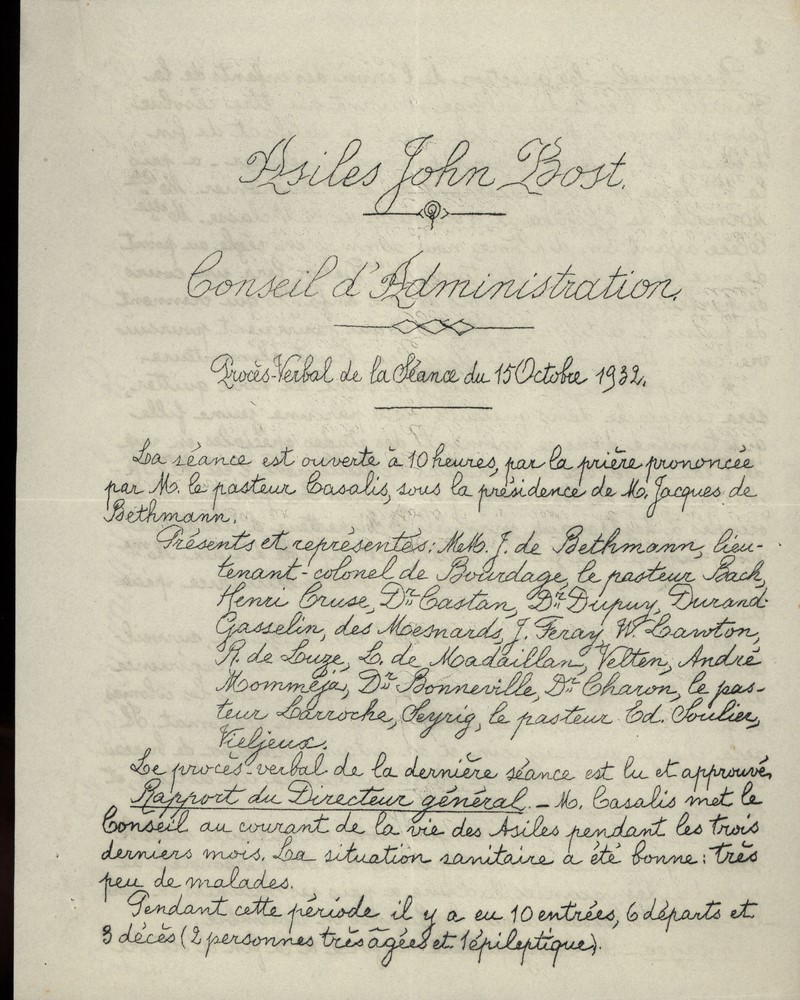 Asiles John Bost.
Conseil d'Administration.
Procès-Verbal de la Séance du 15 Octobre 1932.
La séance est ouverte à 10 heures, par la prière prononcée
par M. le pasteur Casalis, sous la présidence de M. Jacques de
Bethmann.
Présents et représentés: MM. J. de Bethmann, lieu-
tenant-colonel de Bourdage, le pasteur Bach,
Henri Cruse, Dr Castan, Dr Dupuy, Durand-
Gasselin, des Mesnards, J. Feray, W. Lawton,
R. de Luze, L. de Madaillan, Velten, André
Momméja, Dr Bonneville, Dr Charon, le pas-
teur Larroche, Seyrig, le pasteur Ed. Soulier,
Vieljeux.
Le procès-verbal de la dernière séance est lu et approuvé.
Rapport du Directeur général. - M. Casalis met le
Conseil au courant de la vie des Asiles pendant les trois
derniers mois. La situation sanitaire a été bonne: très
peu de malades.
Pendant cette période il y a eu 10 entrées, 6 départs et
3 décès (2 personnes très âgées et 1 épileptique).